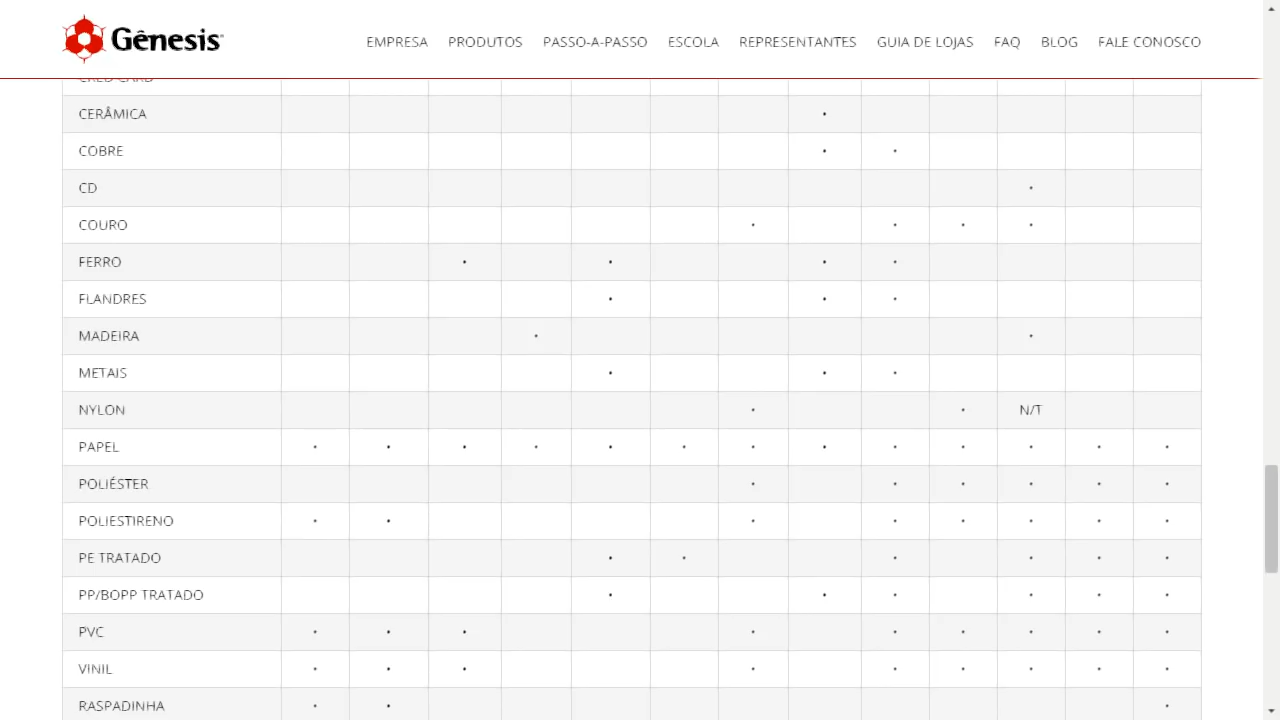 Gênesis
EMPRESA PRODUTOS PASSO-A-PASSO ESCOLA REPRESENTANTES GUIA DE LOJAS FAQ BLOG FALE CONOSCO
CERÂMICA • 
COBRE • •
CD •
COURO • • • •
FERRO • • • •
FLANDRES • • •
MADEIRA • •
METAIS • • •
NYLON • • N/T
PAPEL • • • • • • • • • • • • •
POLIÉSTER • • • • • •
POLIESTIRENO • • • • • • • •
PE TRATADO • • • • • •
PP/BOPP TRATADO • • • • • •
PVC • • • • • • • • •
VINIL • • • • • • • • •
RASPADINHA • • •